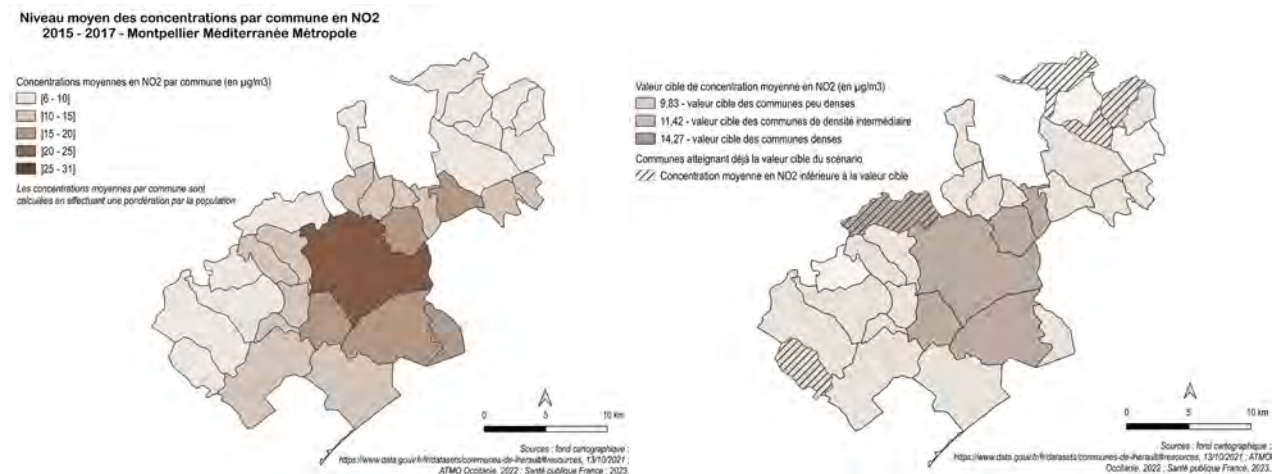 Niveau moyen des concentrations par commune en NO2
2015 - 2017 - Montpellier Méditerranée Métropole
Concentrations moyennes en NO2 par commune (en µg/m3)
[6 - 10]
]10 - 15]
]15 - 20]
]20 - 25]
]25 - 31]
Les concentrations moyennes par commune sont
calculées en effectuant une pondération par la population
0 5 10 km
Sources : fond cartographique :
https://www.data.gouv.fr/fr/datasets/communes-de-lherault/#resources, 13/10/2021 ; ATMO
Occitanie, 2022 ; Santé publique France ; 2023.
Valeur cible de concentration moyenne en NO2 (en µg/m3)
9,83 - valeur cible des communes peu denses
11,42 - valeur cible des communes de densité intermédiaire
14,27 - valeur cible des communes denses
Communes atteignant déjà la valeur cible du scénario
Concentration moyenne en NO2 inférieure à la valeur cible
0 5 10 km
Sources : fond cartographique :
https://www.data.gouv.fr/fr/datasets/communes-de-lherault/#resources, 13/10/2021 ; ATMO
Occitanie, 2022 ; Santé publique France, 2023.